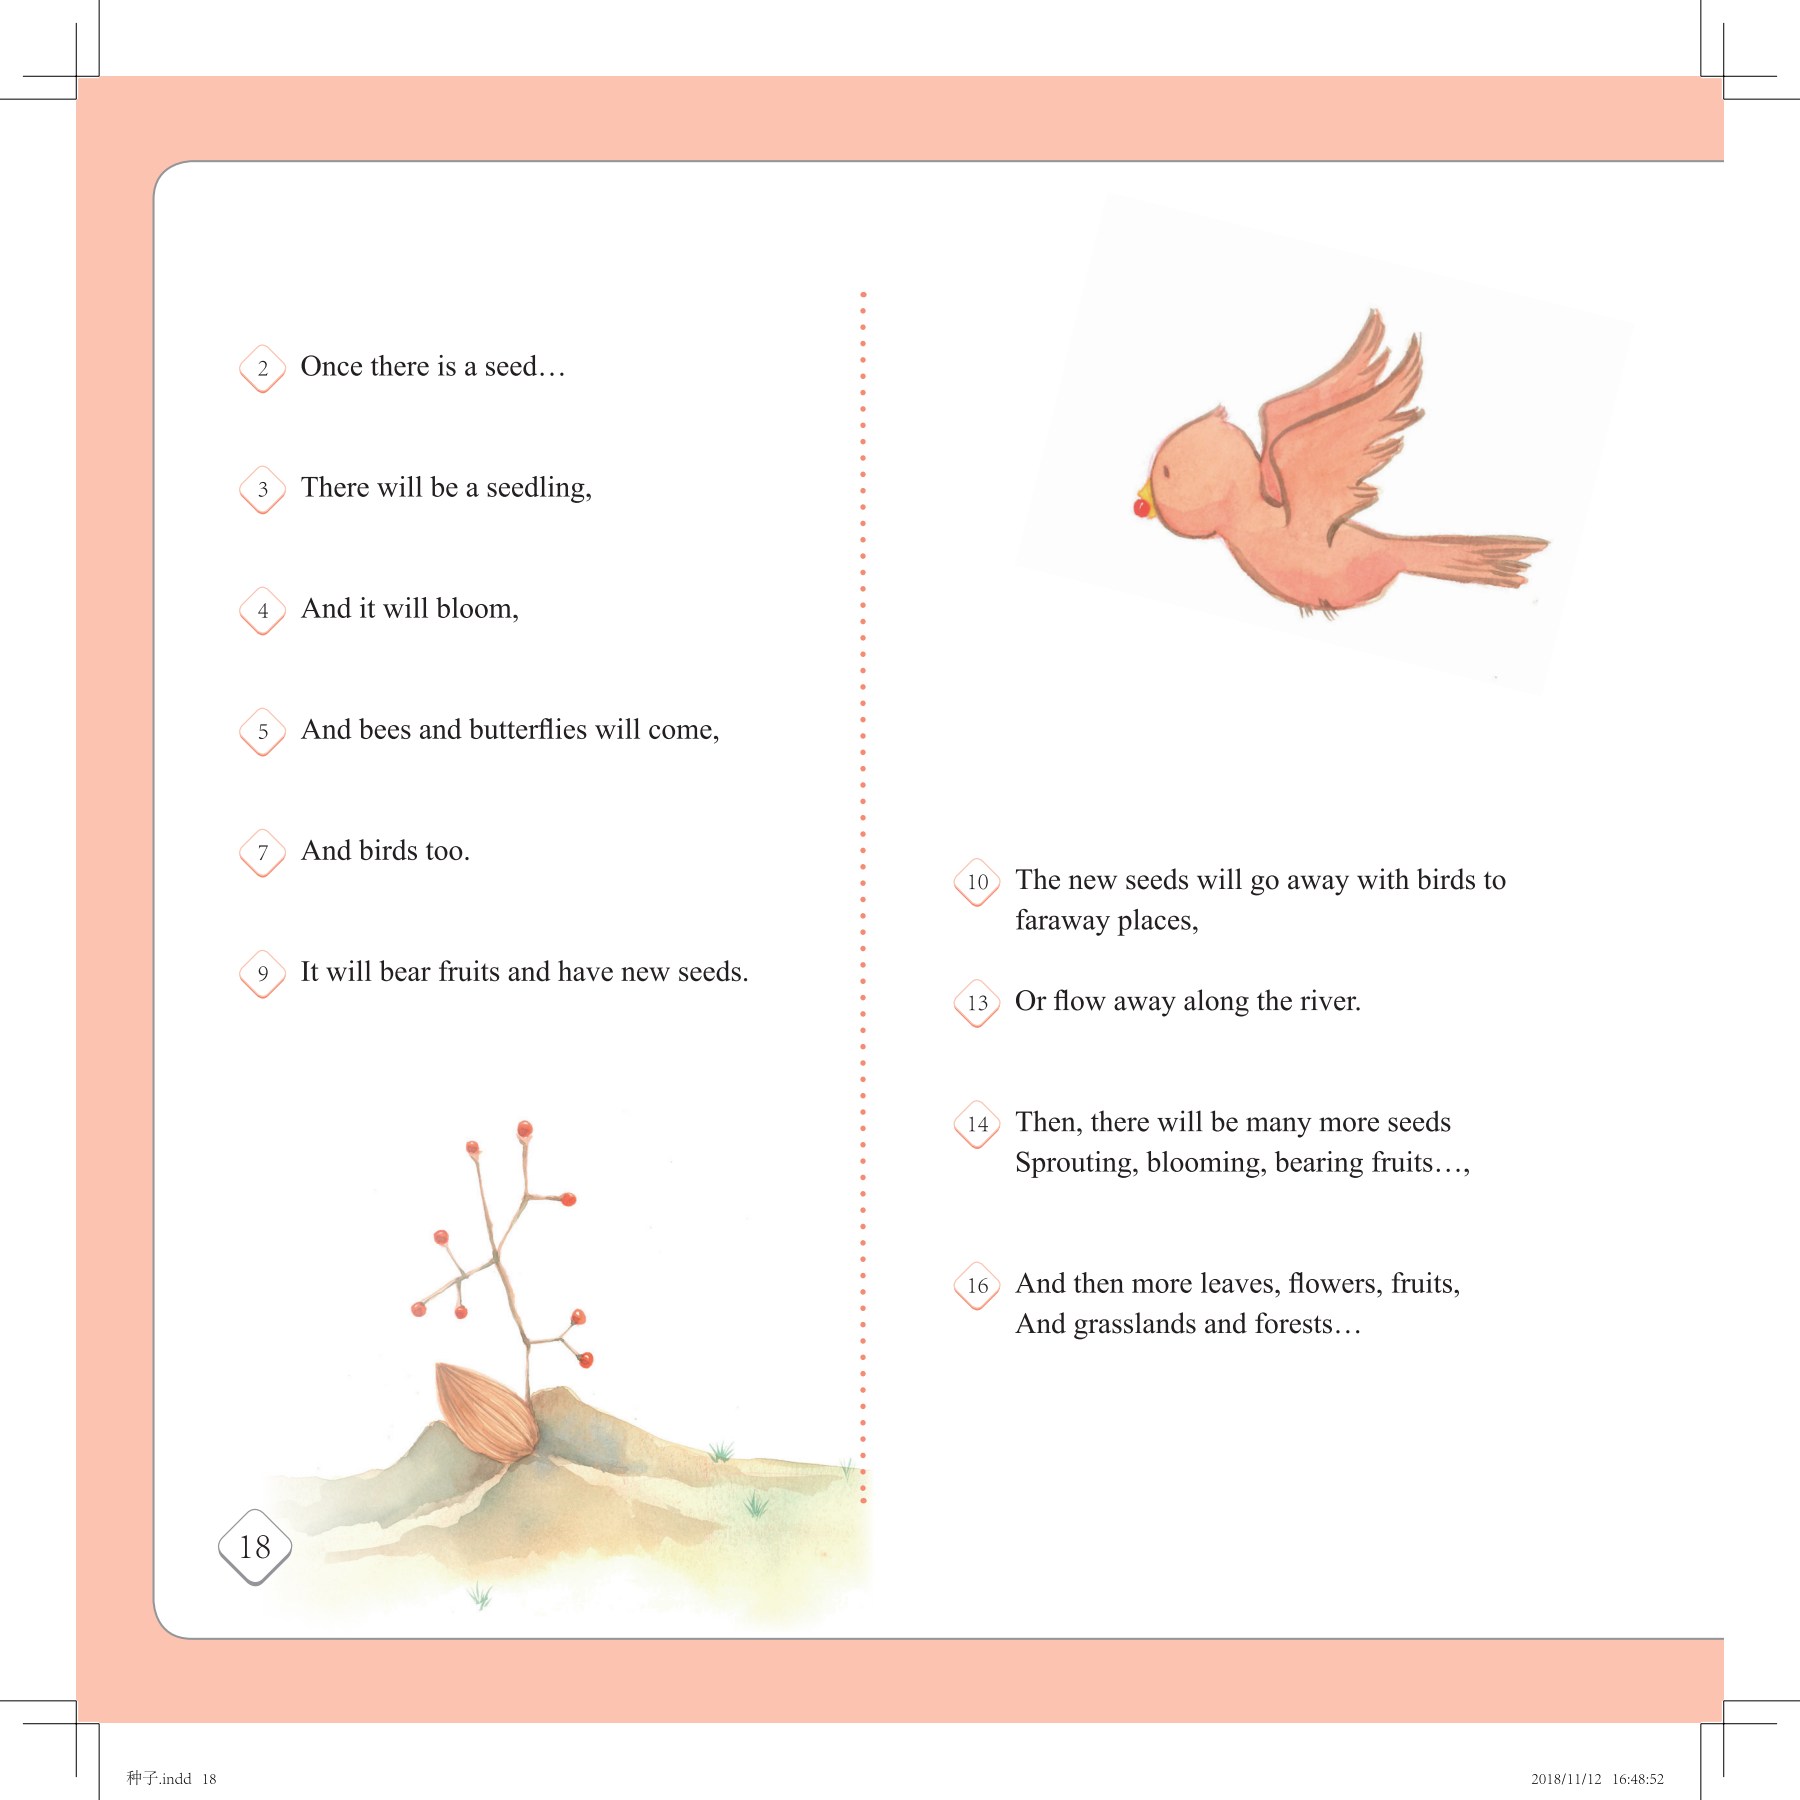 2 Once there is a seed…
3 There will be a seedling,
4 And it will bloom,
5 And bees and butterflies will come,
7 And birds too.
9 It will bear fruits and have new seeds.
10 The new seeds will go away with birds to
faraway places,
13 Or flow away along the river.
14 Then, there will be many more seeds
Sprouting, blooming, bearing fruits…,
16 And then more leaves, flowers, fruits,
And grasslands and forests…
18
种子.indd 18
2018/11/12 16:48:52